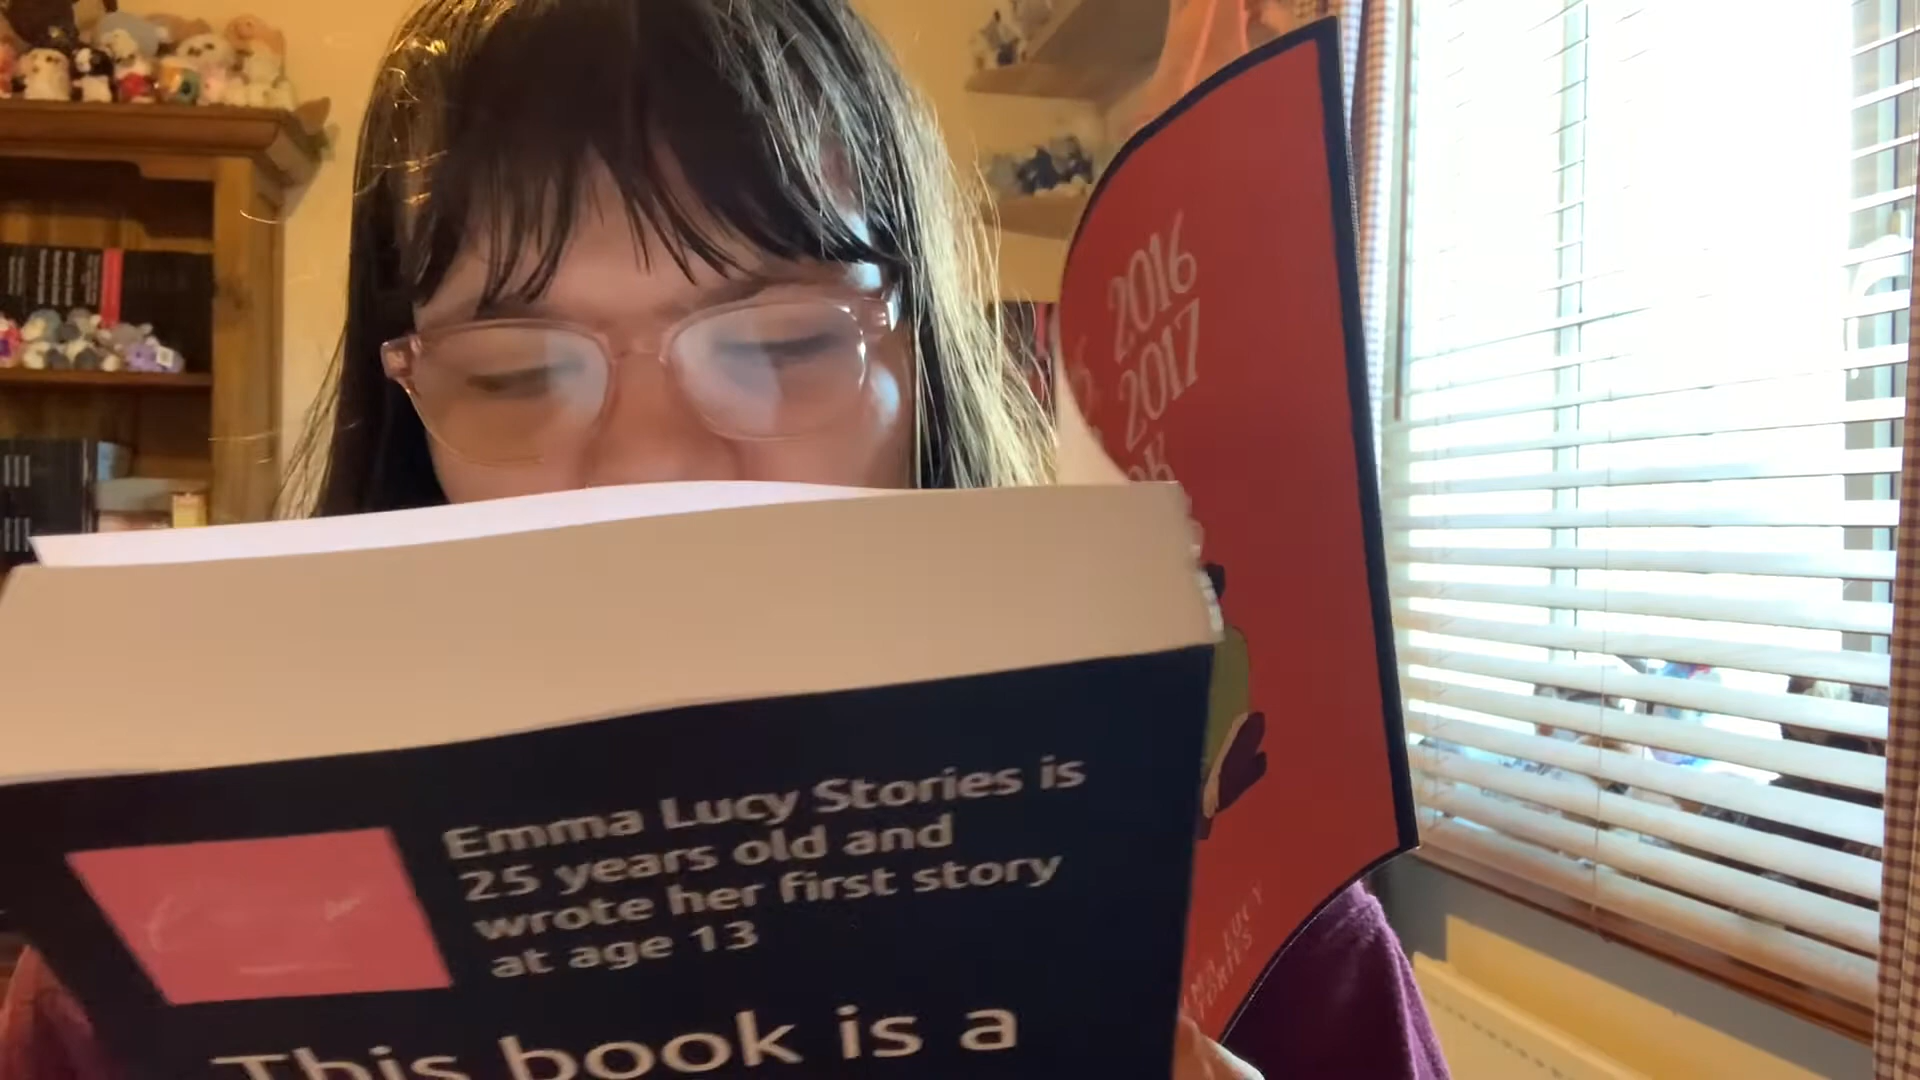 2016
2017
Emma Lucy Stories is
25 years old and
wrote her first story
at age 13
This book is a
LUCY